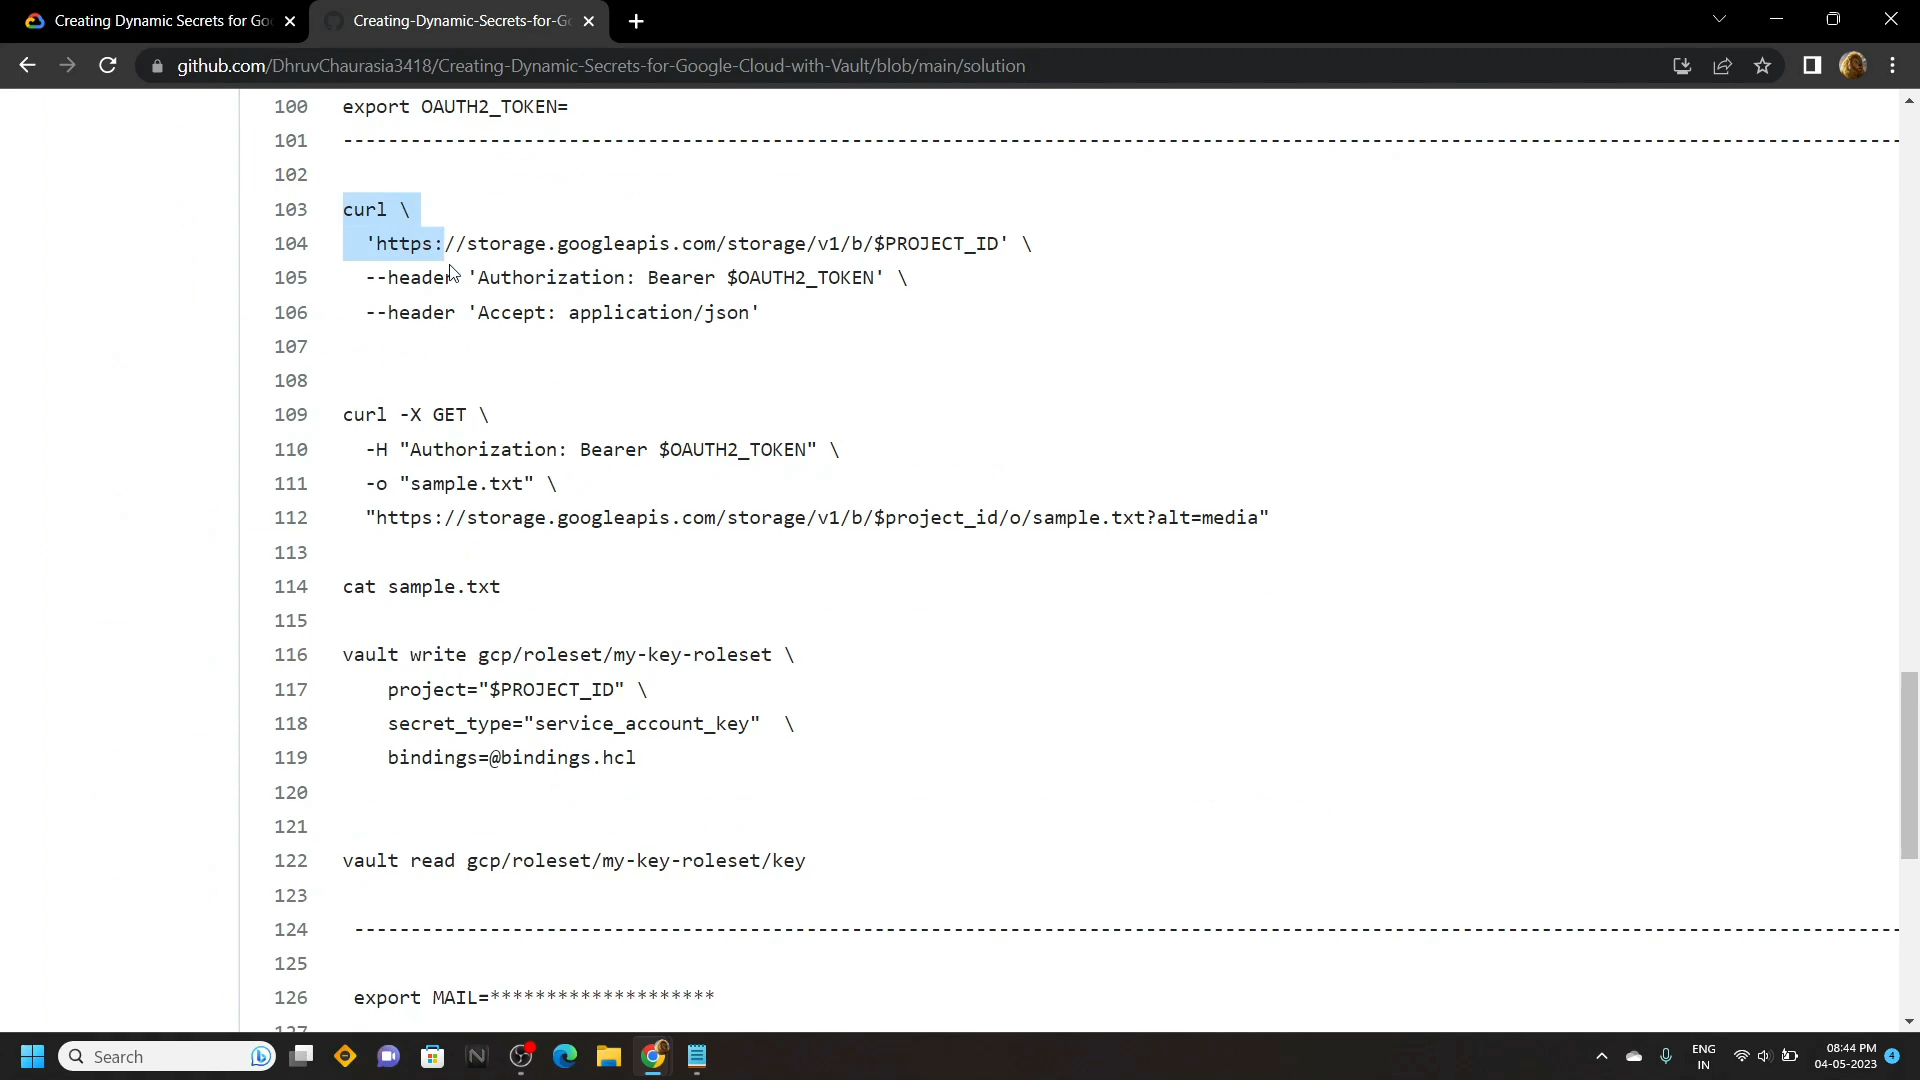 Creating Dynamic Secrets for Go
Creating-Dynamic-Secrets-for-G
github.com/DhruvChaurasia3418/Creating-Dynamic-Secrets-for-Google-Cloud-with-Vault/blob/main/solution
100 export OAUTH2_TOKEN=
101 --------------------------------------------------------------------------------------------------------------------------------------------
102
103 curl \
104 'https://storage.googleapis.com/storage/v1/b/$PROJECT_ID' \
105 --header 'Authorization: Bearer $OAUTH2_TOKEN' \
106 --header 'Accept: application/json'
107
108
109 curl -X GET \
110 -H "Authorization: Bearer $OAUTH2_TOKEN" \
111 -o "sample.txt" \
112 "https://storage.googleapis.com/storage/v1/b/$project_id/o/sample.txt?alt=media"
113
114 cat sample.txt
115
116 vault write gcp/roleset/my-key-roleset \
117 project="$PROJECT_ID" \
118 secret_type="service_account_key" \
119 bindings=@bindings.hcl
120
121
122 vault read gcp/roleset/my-key-roleset/key
123
124 -------------------------------------------------------------------------------------------------------------------------------------------
125
126 export MAIL=********************
127
Search
ENG
IN
08:44 PM
04-05-2023
4